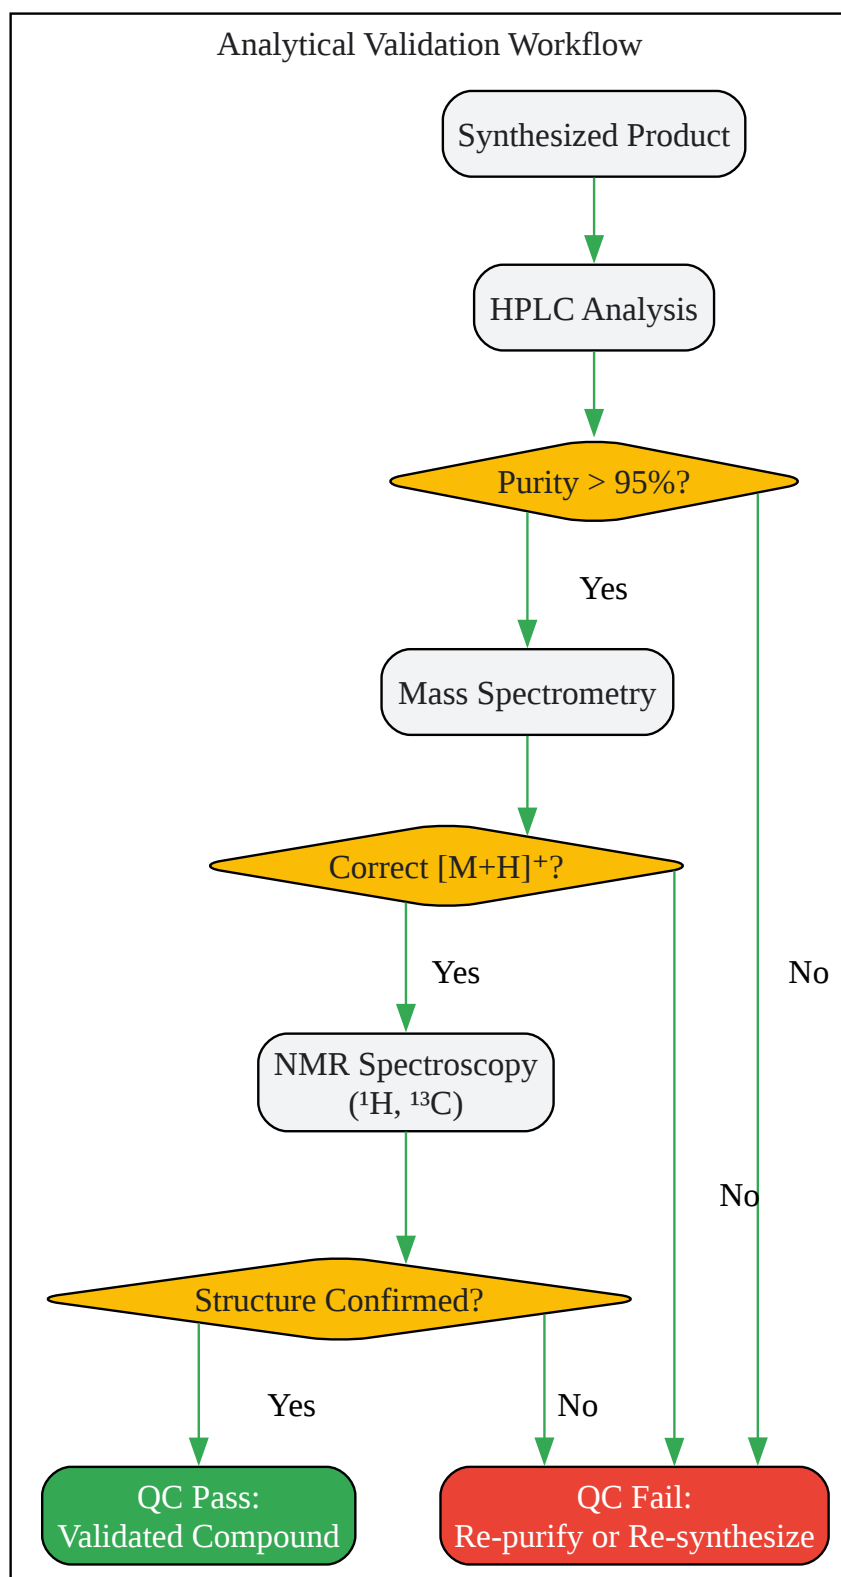 Analytical Validation Workflow
Synthesized Product
HPLC Analysis
Purity > 95%?
Yes
Mass Spectrometry
Correct [M+H]⁺?
Yes
No
NMR Spectroscopy
(¹H, ¹³C)
No
Structure Confirmed?
Yes
No
QC Pass:
Validated Compound
QC Fail:
Re-purify or Re-synthesize